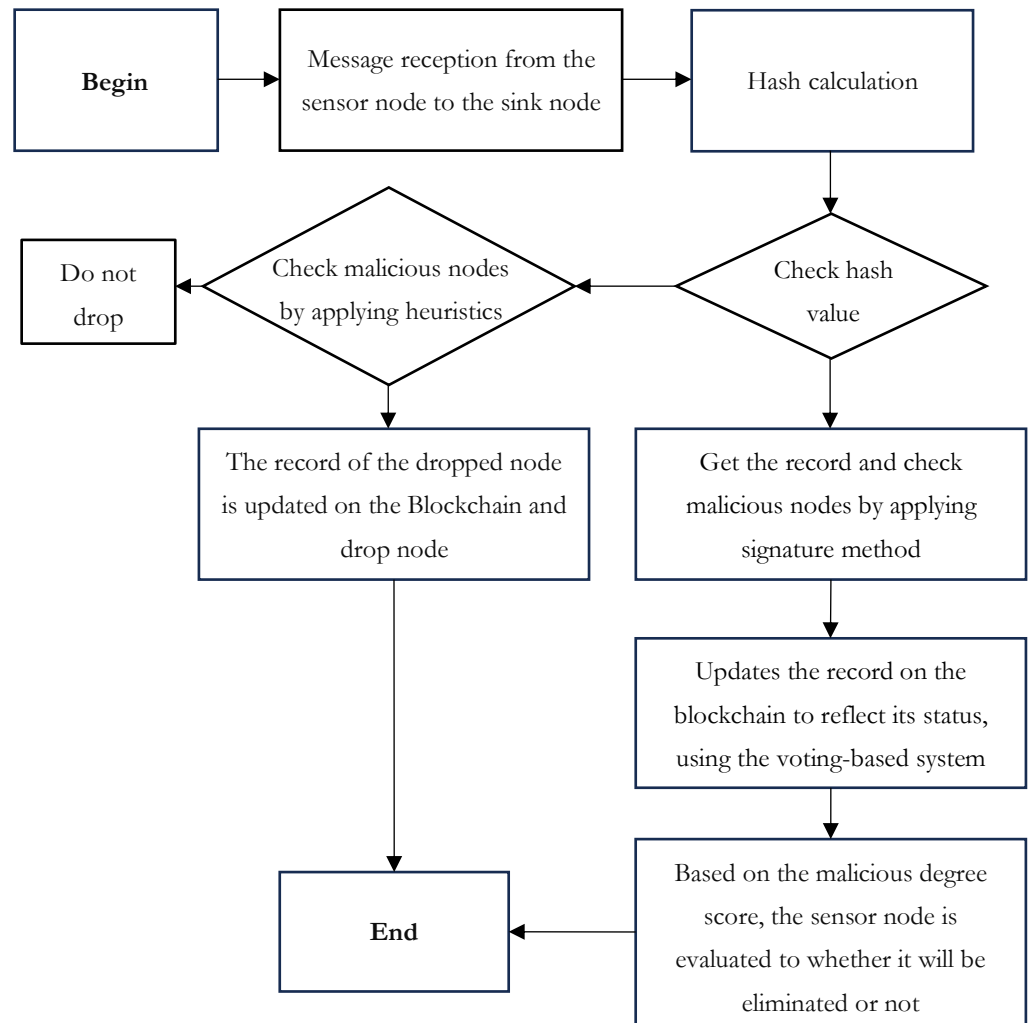 Begin
Message reception from the
sensor node to the sink node
Hash calculation
Do not
drop
Check malicious nodes
by applying heuristics
Check hash
value
The record of the dropped node
is updated on the Blockchain and
drop node
Get the record and check
malicious nodes by applying
signature method
Updates the record on the
blockchain to reflect its status,
using the voting-based system
End
Based on the malicious degree
score, the sensor node is
evaluated to whether it will be
eliminated or not